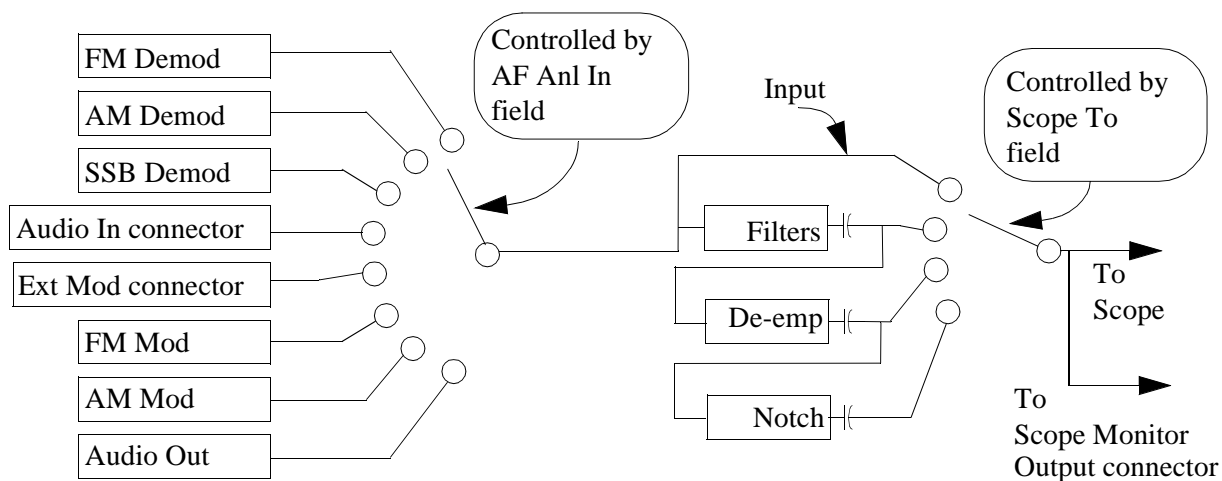 FM Demod
AM Demod
SSB Demod
Audio In connector
Ext Mod connector
FM Mod
AM Mod
Audio Out
Controlled by
AF Anl In
field
Input
Filters
De-emp
Notch
Controlled by
Scope To
field
To
Scope
To
Scope Monitor
Output connector